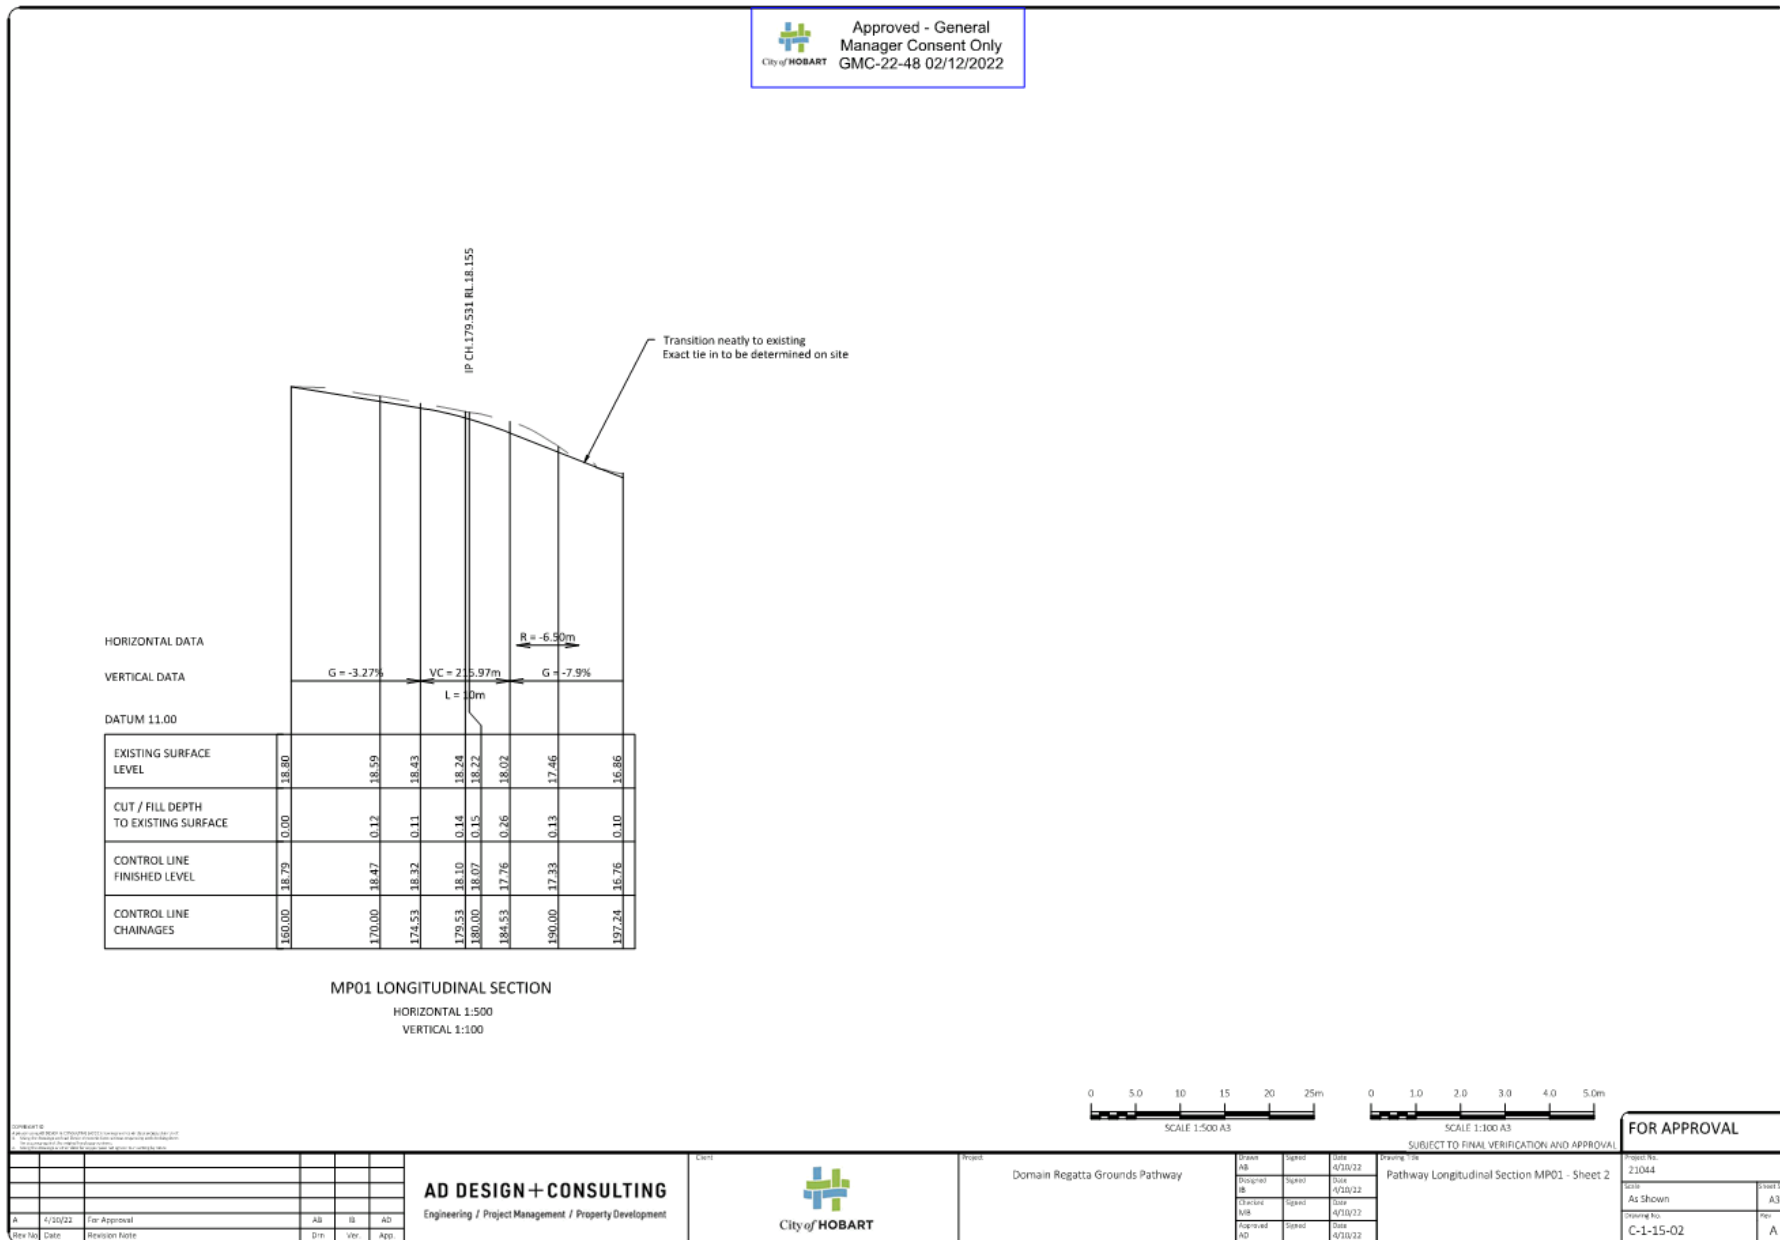 Approved - General
Manager Consent Only
GMC-22-48 02/12/2022
City of HOBART
IP CH.179.531 RL.18.155
Transition neatly to existing
Exact tie in to be determined on site
HORIZONTAL DATA
R = -6.50m
VERTICAL DATA
G = -3.27%
VC = 215.97m
G = -7.9%
L = 10m
DATUM 11.00
EXISTING SURFACE
LEVEL
18.80 18.59 18.43 18.24 18.22 18.02 17.46 16.86
CUT / FILL DEPTH
TO EXISTING SURFACE
0.00 0.12 0.11 0.14 0.15 0.26 0.13 0.10
CONTROL LINE
FINISHED LEVEL
18.79 18.47 18.32 18.10 18.07 17.76 17.33 16.76
CONTROL LINE
CHAINAGES
160.00 170.00 174.53 179.53 180.00 184.53 190.00 197.24
MP01 LONGITUDINAL SECTION
HORIZONTAL 1:500
VERTICAL 1:100
0 5.0 10 15 20 25m
SCALE 1:500 A3
0 1.0 2.0 3.0 4.0 5.0m
SCALE 1:100 A3
SUBJECT TO FINAL VERIFICATION AND APPROVAL
FOR APPROVAL
COPYRIGHT ©
A 4/10/22 For Approval AB IB AD
Rev No Date Revision Note Drn Ver. App.
AD DESIGN+CONSULTING
Engineering / Project Management / Property Development
Client
City of HOBART
Project
Domain Regatta Grounds Pathway
Drawn AB Signed Date 4/10/22
Designed IB Signed Date 4/10/22
Checked MB Signed Date 4/10/22
Approved AD Signed Date 4/10/22
Drawing Title
Pathway Longitudinal Section MP01 - Sheet 2
Project No.
21044
Scale
As Shown
Sheet
A3
Drawing No.
C-1-15-02
Rev
A